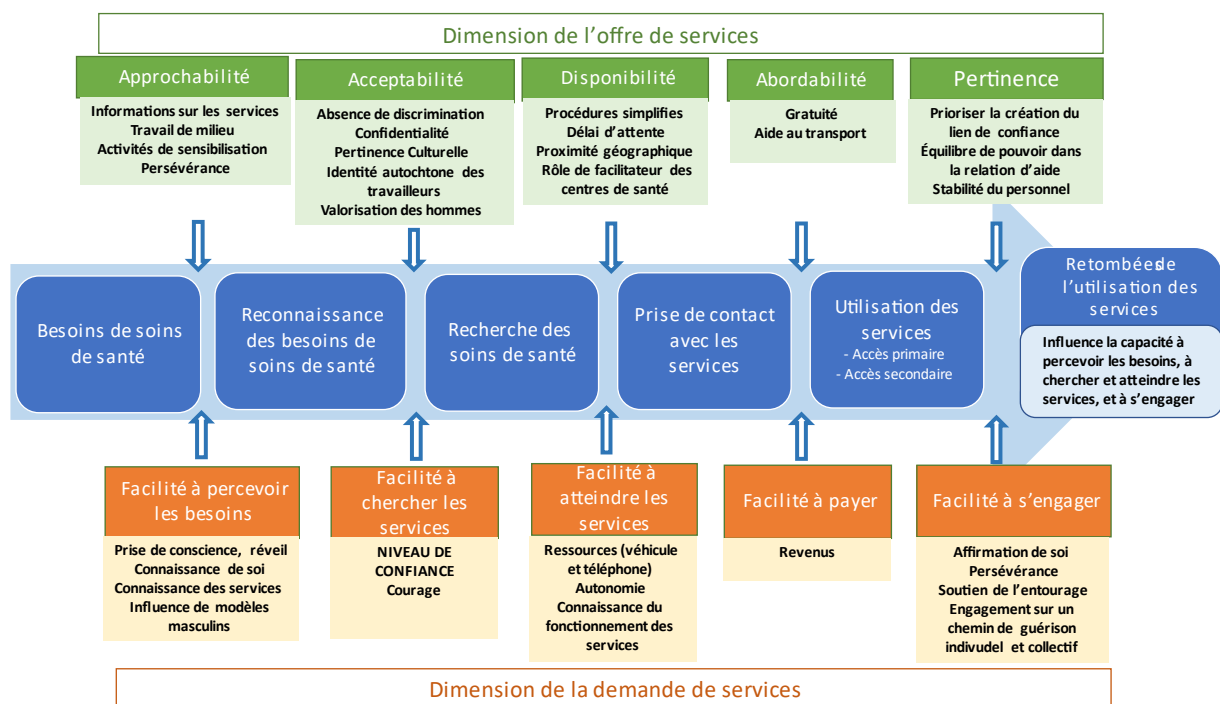 Dimension de l'offre de services
Approchabilité
Informations sur les services
Travail de milieu
Activités de sensibilisation
Persévérance
Acceptabilité
Absence de discrimination
Confidentialité
Pertinence Culturelle
Identité autochtone des
travailleurs
Valorisation des hommes
Disponibilité
Procédures simplifies
Délai d'attente
Proximité géographique
Rôle de facilitateur des
centres de santé
Abordabilité
Gratuité
Aide au transport
Pertinence
Prioriser la création du
lien de confiance
Équilibre de pouvoir dans
la relation d'aide
Stabilité du personnel
Besoins de soins
de santé
Reconnaissance
des besoins de
soins de santé
Recherche des
soins de santé
Prise de contact
avec les
services
Utilisation des
services
- Accès primaire
- Accès secondaire
Retombées de
l'utilisation des
services
Influence la capacité à
percevoir les besoins, à
chercher et atteindre les
services, et à s'engager
Facilité à percevoir
les besoins
Prise de conscience, réveil
Connaissance de soi
Connaissance des services
Influence de modèles
masculins
Facilité à
chercher les
services
NIVEAU DE
CONFIANCE
Courage
Facilité à
atteindre les
services
Ressources (véhicule
et téléphone)
Autonomie
Connaissance du
fonctionnement des
services
Facilité à payer
Revenus
Facilité à s'engager
Affirmation de soi
Persévérance
Soutien de l'entourage
Engagement sur un
chemin de guérison
indivudel et collectif
Dimension de la demande de services